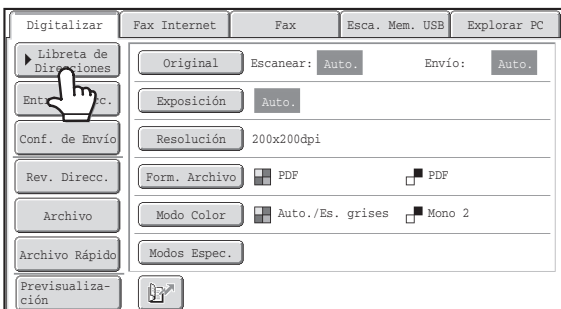 Digitalizar Fax Internet Fax Esca. Mem. USB Explorar PC
Libreta de
Direcciones
Original Escanear: Auto. Envío: Auto.
Exposición Auto.
Conf. de Envío Resolución 200x200dpi
Rev. Direcc. Form. Archivo PDF PDF
Archivo Modo Color Auto./Es. grises Mono 2
Archivo Rápido Modos Espec.
Previsualiza-
ción